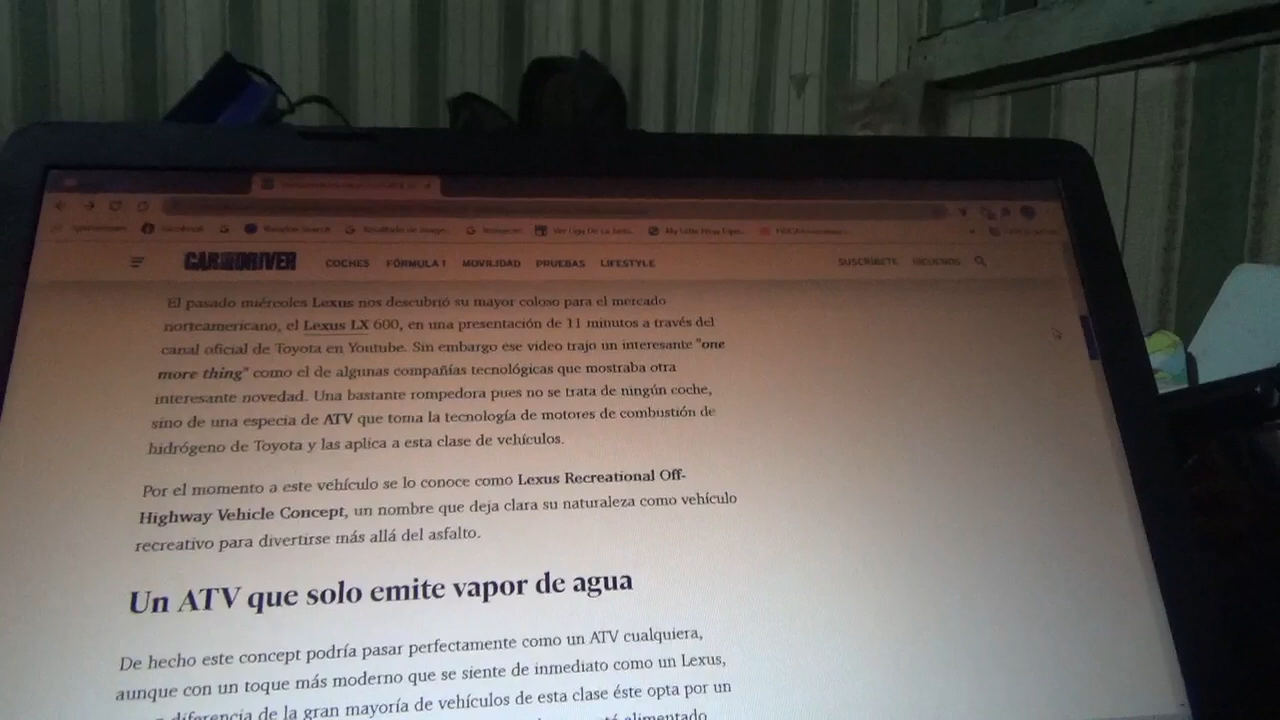 CAR AND DRIVER
COCHES FÓRMULA 1 MOVILIDAD PRUEBAS LIFESTYLE
SUSCRÍBETE SÍGUENOS
El pasado miércoles Lexus nos descubrió su mayor coloso para el mercado
norteamericano, el Lexus LX 600, en una presentación de 11 minutos a través del
canal oficial de Toyota en Youtube. Sin embargo ese video trajo un interesante "one
more thing" como el de algunas compañías tecnológicas que mostraba otra
interesante novedad. Una bastante rompedora pues no se trata de ningún coche,
sino de una especia de ATV que toma la tecnología de motores de combustión de
hidrógeno de Toyota y las aplica a esta clase de vehículos.
Por el momento a este vehículo se lo conoce como Lexus Recreational Off-
Highway Vehicle Concept, un nombre que deja clara su naturaleza como vehículo
recreativo para divertirse más allá del asfalto.
Un ATV que solo emite vapor de agua
De hecho este concept podría pasar perfectamente como un ATV cualquiera,
aunque con un toque más moderno que se siente de inmediato como un Lexus,
diferencia de la gran mayoría de vehículos de esta clase éste opta por un
alimentado